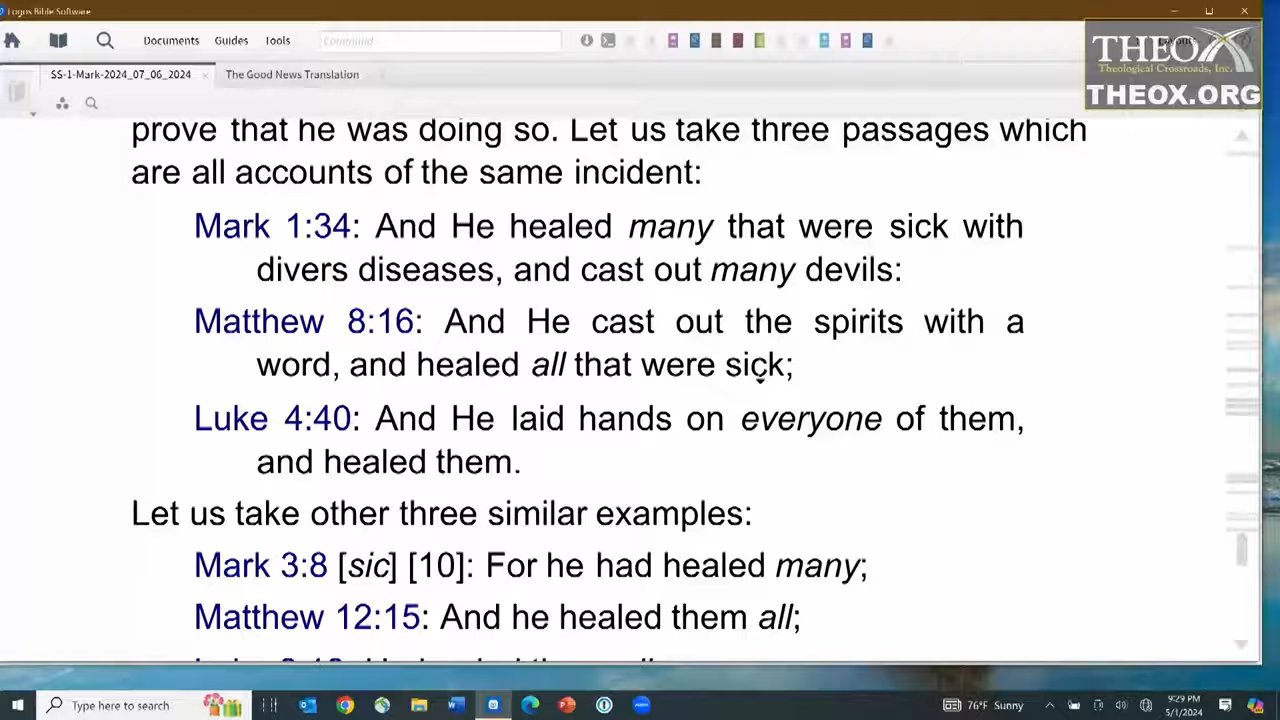 Logos Bible Software
Documents Guides Tools Command
THEOX
Theological Crossroads, Inc.
THEOX.ORG
SS-1-Mark-2024_07_06_2024 × The Good News Translation
prove that he was doing so. Let us take three passages which
are all accounts of the same incident:
Mark 1:34: And He healed many that were sick with
divers diseases, and cast out many devils:
Matthew 8:16: And He cast out the spirits with a
word, and healed all that were sick;
Luke 4:40: And He laid hands on everyone of them,
and healed them.
Let us take other three similar examples:
Mark 3:8 [sic] [10]: For he had healed many;
Matthew 12:15: And he healed them all;
Type here to search
76°F Sunny
9:29 PM
5/1/2024